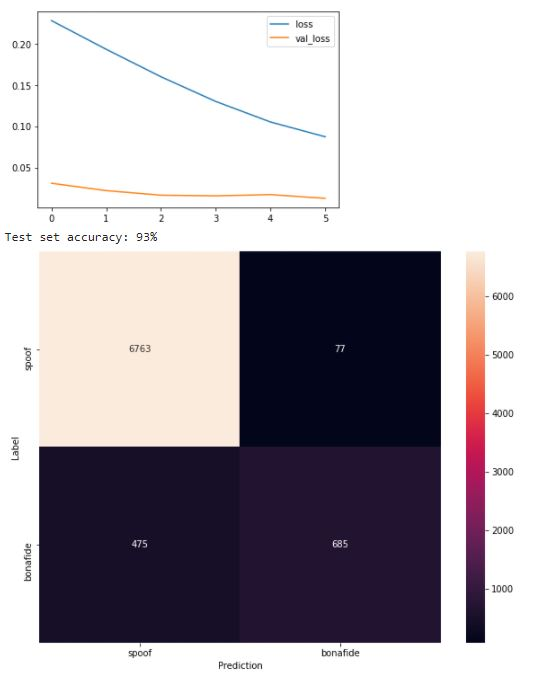 loss
val_loss
0.20
0.15
0.10
0.05
0 1 2 3 4 5
Test set accuracy: 93%
6763 77
475 685
spoof
bonafide
Label
spoof bonafide
Prediction
6000
5000
4000
3000
2000
1000